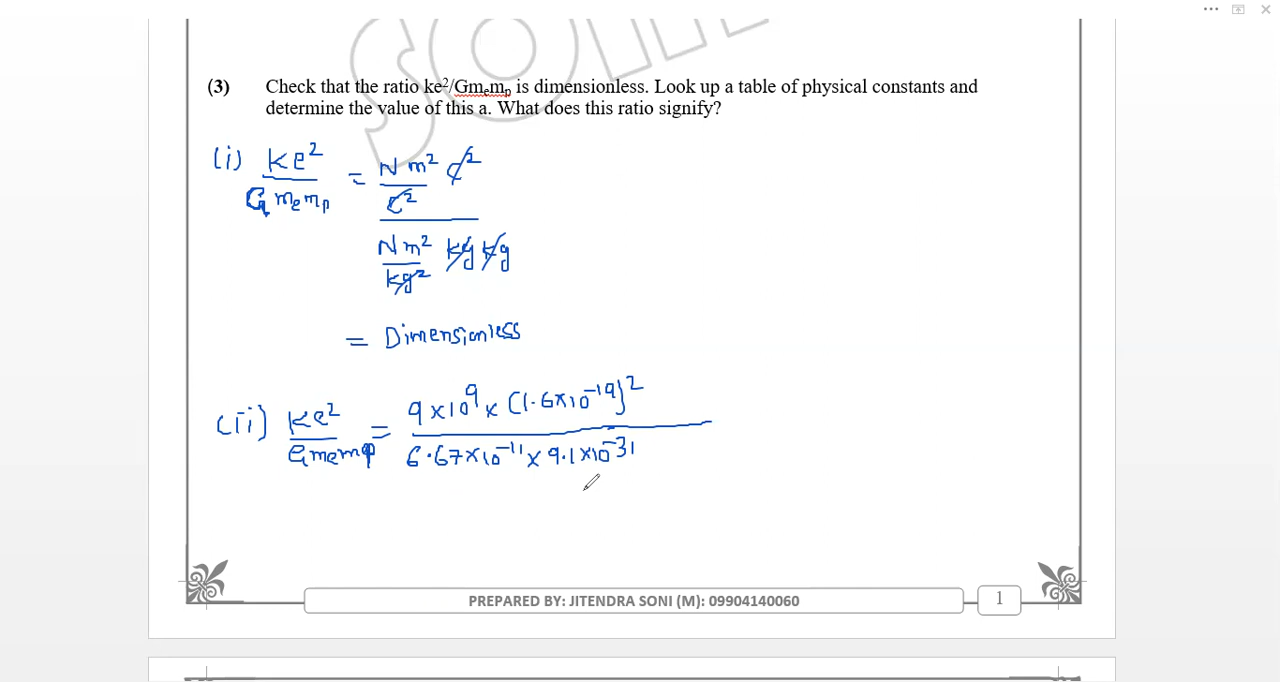 SONI
(3) Check that the ratio ke²/Gmₑmₚ is dimensionless. Look up a table of physical constants and
determine the value of this a. What does this ratio signify?
(i) Ke² / G mₑmₚ = (Nm²/C² C²) / (Nm²/kg² kg kg)
= Dimensionless
(ii) Ke² / Gmₑmₚ = 9 × 10⁹ × (1.6×10⁻¹⁹)² / 6.67×10⁻¹¹ × 9.1×10⁻³¹
PREPARED BY: JITENDRA SONI (M): 09904140060
1